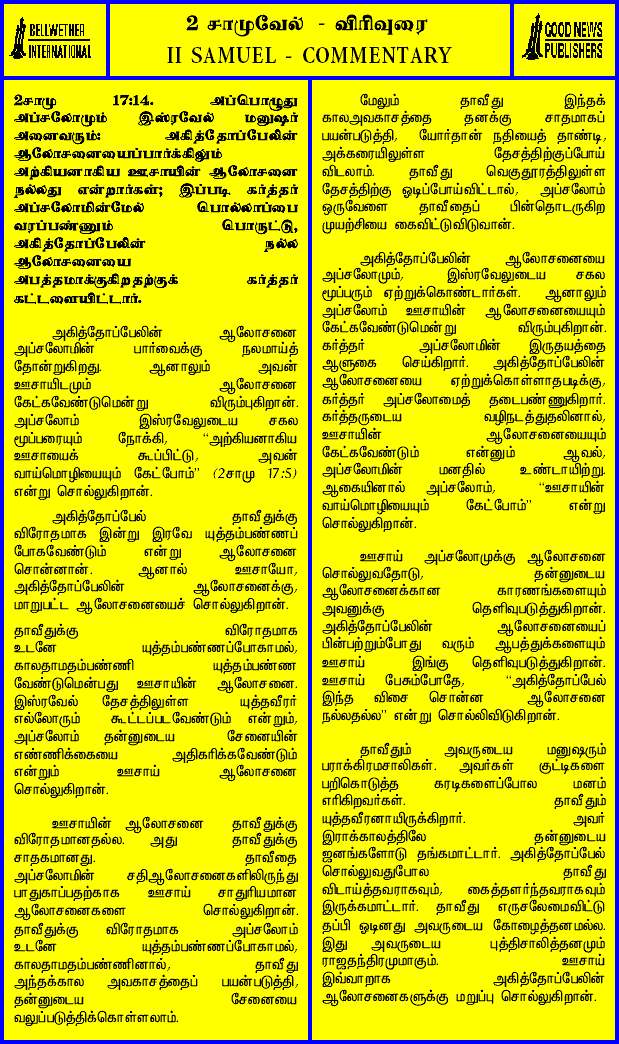 BELLWETHER
INTERNATIONAL
2 சாமுவேல் - விரிவுரை
II SAMUEL - COMMENTARY
GOOD NEWS
PUBLISHERS
2சாமு 17:14. அப்பொழுது
அப்சலோமும் இஸ்ரவேல் மனுஷர்
அனைவரும்: அகித்தோப்பேலின்
ஆலோசனையைப்பார்க்கிலும்
அற்கியனாகிய ஊசாயின் ஆலோசனை
நல்லது என்றார்கள்; இப்படி கர்த்தர்
அப்சலோமின்மேல் பொல்லாப்பை
வரப்பண்ணும் பொருட்டு,
அகித்தோப்பேலின் நல்ல
ஆலோசனையை
அபத்தமாக்குகிறதற்குக் கர்த்தர்
கட்டளையிட்டார்.
அகித்தோப்பேலின் ஆலோசனை
அப்சலோமின் பார்வைக்கு நலமாய்த்
தோன்றுகிறது. ஆனாலும் அவன்
ஊசாயிடமும் ஆலோசனை
கேட்கவேண்டுமென்று விரும்புகிறான்.
அப்சலோம் இஸ்ரவேலுடைய சகல
மூப்பரையும் நோக்கி, “அற்கியனாகிய
ஊசாயைக் கூப்பிட்டு, அவன்
வாய்மொழியையும் கேட்போம்” (2சாமு 17:5)
என்று சொல்லுகிறான்.
அகித்தோப்பேல் தாவீதுக்கு
விரோதமாக இன்று இரவே யுத்தம்பண்ணப்
போகவேண்டும் என்று ஆலோசனை
சொன்னான். ஆனால் ஊசாயோ,
அகித்தோப்பேலின் ஆலோசனைக்கு,
மாறுபட்ட ஆலோசனையைச் சொல்லுகிறான்.
தாவீதுக்கு விரோதமாக
உடனே யுத்தம்பண்ணப்போகாமல்,
காலதாமதம்பண்ணி யுத்தம்பண்ண
வேண்டுமென்பது ஊசாயின் ஆலோசனை.
இஸ்ரவேல் தேசத்திலுள்ள யுத்தவீரர்
எல்லோரும் கூட்டப்படவேண்டும் என்றும்,
அப்சலோம் தன்னுடைய சேனையின்
எண்ணிக்கையை அதிகரிக்கவேண்டும்
என்றும் ஊசாய் ஆலோசனை
சொல்லுகிறான்.
ஊசாயின் ஆலோசனை தாவீதுக்கு
விரோதமானதல்ல. அது தாவீதுக்கு
சாதகமானது. தாவீதை
அப்சலோமின் சதிஆலோசனைகளிலிருந்து
பாதுகாப்பதற்காக ஊசாய் சாதுரியமான
ஆலோசனைகளை சொல்லுகிறான்.
தாவீதுக்கு விரோதமாக அப்சலோம்
உடனே யுத்தம்பண்ணப்போகாமல்,
காலதாமதம்பண்ணினால், தாவீது
அந்தக்கால அவகாசத்தைப் பயன்படுத்தி,
தன்னுடைய சேனையை
வலுப்படுத்திக்கொள்ளலாம்.
மேலும் தாவீது இந்தக்
காலஅவகாசத்தை தனக்கு சாதமாகப்
பயன்படுத்தி, யோர்தான் நதியைத் தாண்டி,
அக்கரையிலுள்ள தேசத்திற்குப்போய்
விடலாம். தாவீது வெகுதூரத்திலுள்ள
தேசத்திற்கு ஓடிப்போய்விட்டால், அப்சலோம்
ஒருவேளை தாவீதைப் பின்தொடருகிற
முயற்சியை கைவிட்டுவிடுவான்.
அகித்தோப்பேலின் ஆலோசனையை
அப்சலோமும், இஸ்ரவேலுடைய சகல
மூப்பரும் ஏற்றுக்கொண்டார்கள். ஆனாலும்
அப்சலோம் ஊசாயின் ஆலோசனையையும்
கேட்கவேண்டுமென்று விரும்புகிறான்.
கர்த்தர் அப்சலோமின் இருதயத்தை
ஆளுகை செய்கிறார். அகித்தோப்பேலின்
ஆலோசனையை ஏற்றுக்கொள்ளாதபடிக்கு,
கர்த்தர் அப்சலோமைத் தடைபண்ணுகிறார்.
கர்த்தருடைய வழிநடத்துதலினால்,
ஊசாயின் ஆலோசனையையும்
கேட்கவேண்டும் என்னும் ஆவல்,
அப்சலோமின் மனதில் உண்டாயிற்று.
ஆகையினால் அப்சலோம், “ஊசாயின்
வாய்மொழியையும் கேட்போம்” என்று
சொல்லுகிறான்.
ஊசாய் அப்சலோமுக்கு ஆலோசனை
சொல்லுவதோடு, தன்னுடைய
ஆலோசனைக்கான காரணங்களையும்
அவனுக்கு தெளிவுபடுத்துகிறான்.
அகித்தோப்பேலின் ஆலோசனையைப்
பின்பற்றும்போது வரும் ஆபத்துக்களையும்
ஊசாய் இங்கு தெளிவுபடுத்துகிறான்.
ஊசாய் பேசும்போதே, “அகித்தோப்பேல்
இந்த விசை சொன்ன ஆலோசனை
நல்லதல்ல” என்று சொல்லிவிடுகிறான்.
தாவீதும் அவருடைய மனுஷரும்
பராக்கிரமசாலிகள். அவர்கள் குட்டிகளை
பறிகொடுத்த கரடிகளைப்போல மனம்
எரிகிறவர்கள். தாவீதும்
யுத்தவீரனாயிருக்கிறார். அவர்
இராக்காலத்திலே தன்னுடைய
ஜனங்களோடு தங்கமாட்டார். அகித்தோப்பேல்
சொல்லுவதுபோல தாவீது
விடாய்த்தவராகவும், கைத்தளர்ந்தவராகவும்
இருக்கமாட்டார். தாவீது எருசலேமைவிட்டு
தப்பி ஓடினது அவருடைய கோழைத்தனமல்ல.
இது அவருடைய புத்திசாலித்தனமும்
ராஜதந்திரமுமாகும். ஊசாய்
இவ்வாறாக அகித்தோப்பேலின்
ஆலோசனைகளுக்கு மறுப்பு சொல்லுகிறான்.